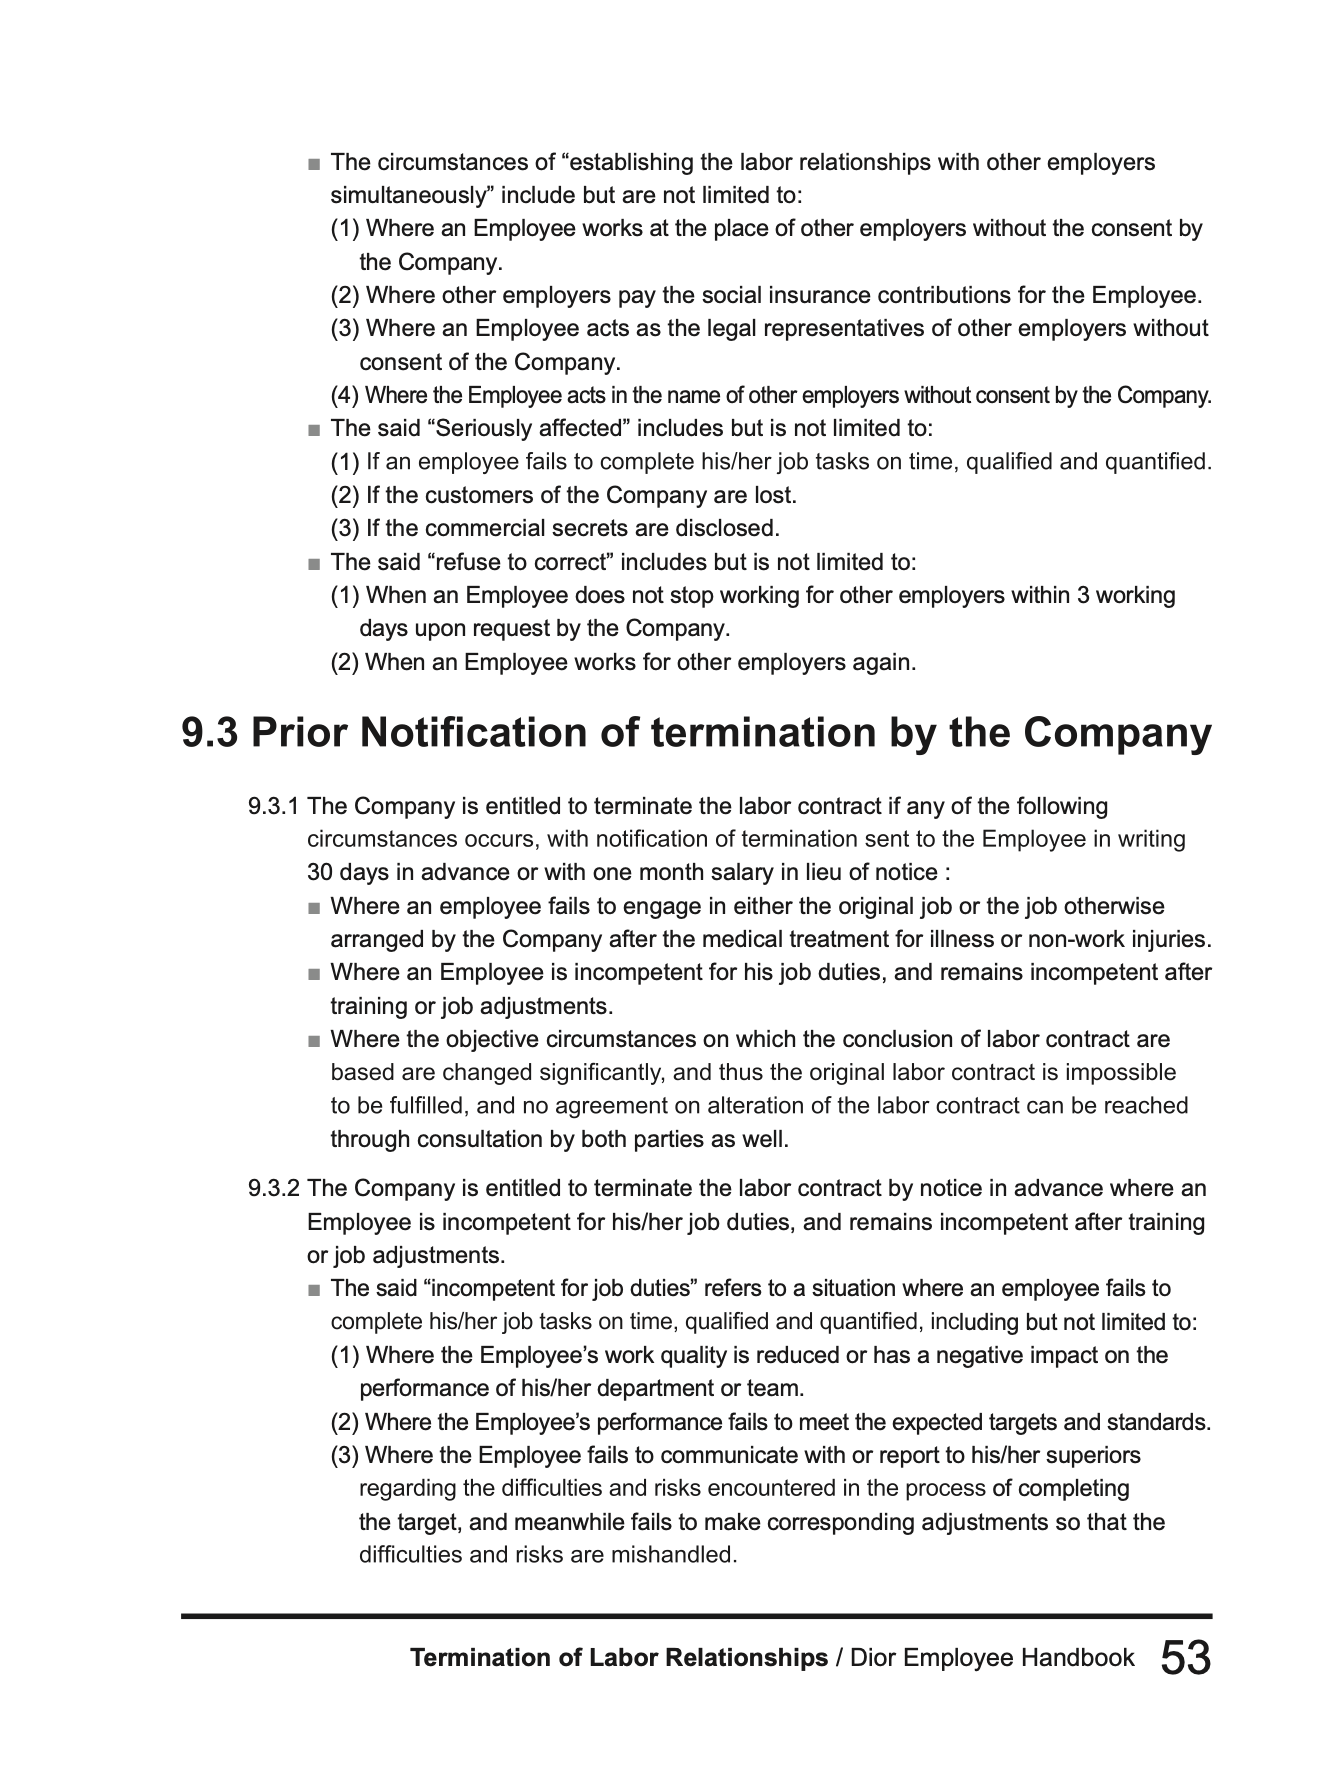 ■ The circumstances of “establishing the labor relationships with other employers
simultaneously” include but are not limited to:
(1) Where an Employee works at the place of other employers without the consent by
the Company.
(2) Where other employers pay the social insurance contributions for the Employee.
(3) Where an Employee acts as the legal representatives of other employers without
consent of the Company.
(4) Where the Employee acts in the name of other employers without consent by the Company.
■ The said “Seriously affected” includes but is not limited to:
(1) If an employee fails to complete his/her job tasks on time, qualified and quantified.
(2) If the customers of the Company are lost.
(3) If the commercial secrets are disclosed.
■ The said “refuse to correct” includes but is not limited to:
(1) When an Employee does not stop working for other employers within 3 working
days upon request by the Company.
(2) When an Employee works for other employers again.
9.3 Prior Notification of termination by the Company
9.3.1 The Company is entitled to terminate the labor contract if any of the following
circumstances occurs, with notification of termination sent to the Employee in writing
30 days in advance or with one month salary in lieu of notice :
■ Where an employee fails to engage in either the original job or the job otherwise
arranged by the Company after the medical treatment for illness or non-work injuries.
■ Where an Employee is incompetent for his job duties, and remains incompetent after
training or job adjustments.
■ Where the objective circumstances on which the conclusion of labor contract are
based are changed significantly, and thus the original labor contract is impossible
to be fulfilled, and no agreement on alteration of the labor contract can be reached
through consultation by both parties as well.
9.3.2 The Company is entitled to terminate the labor contract by notice in advance where an
Employee is incompetent for his/her job duties, and remains incompetent after training
or job adjustments.
■ The said “incompetent for job duties” refers to a situation where an employee fails to
complete his/her job tasks on time, qualified and quantified, including but not limited to:
(1) Where the Employee’s work quality is reduced or has a negative impact on the
performance of his/her department or team.
(2) Where the Employee’s performance fails to meet the expected targets and standards.
(3) Where the Employee fails to communicate with or report to his/her superiors
regarding the difficulties and risks encountered in the process of completing
the target, and meanwhile fails to make corresponding adjustments so that the
difficulties and risks are mishandled.
Termination of Labor Relationships / Dior Employee Handbook 53